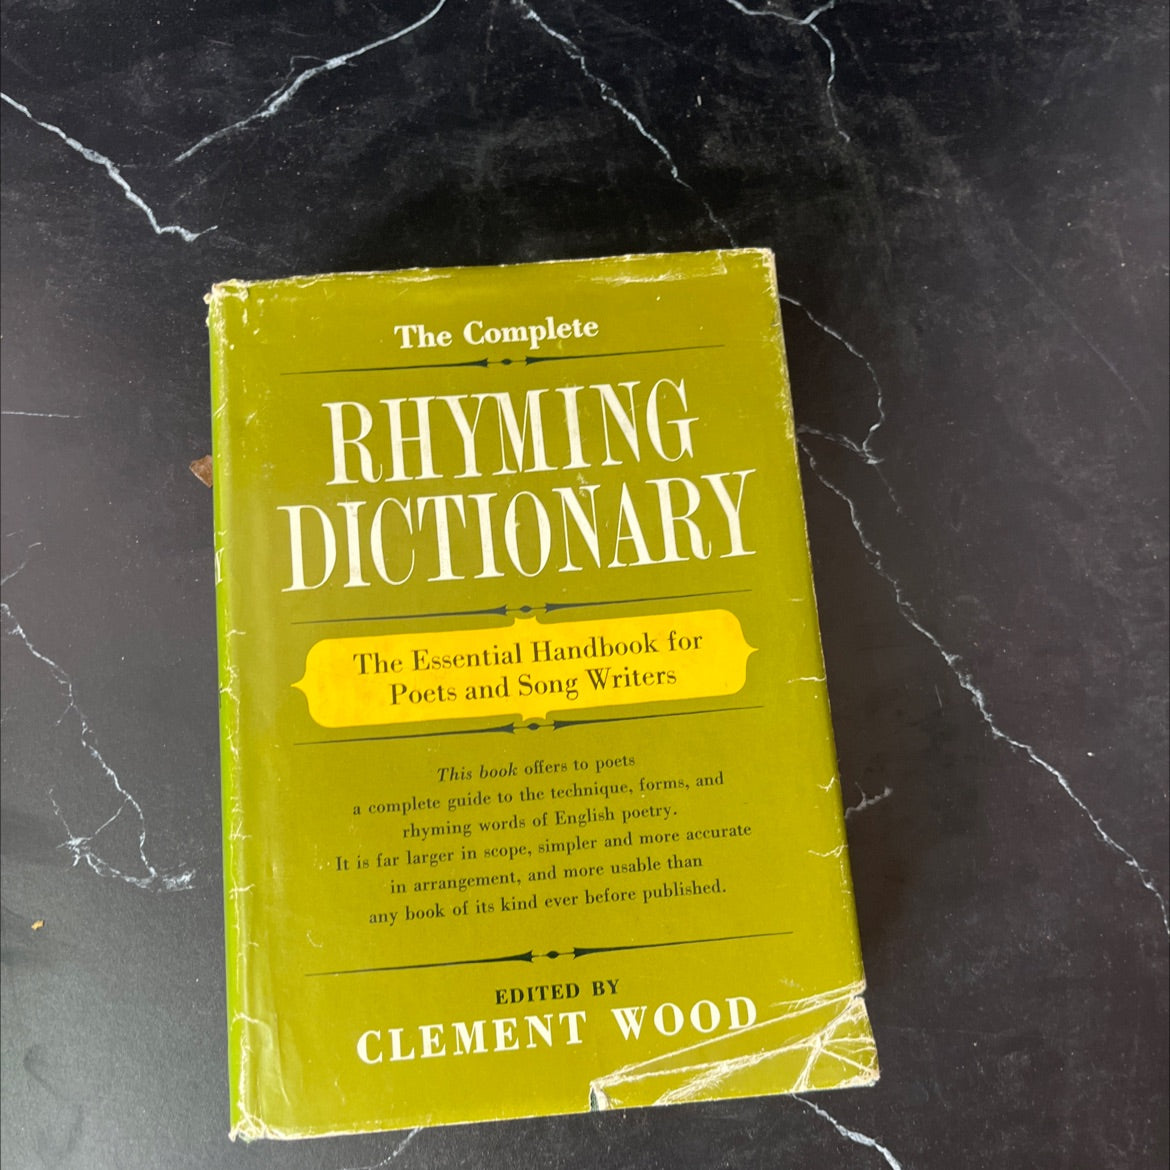 The Complete
RHYMING
DICTIONARY
The Essential Handbook for
Poets and Song Writers
This book offers to poets
a complete guide to the technique, forms, and
rhyming words of English poetry.
It is far larger in scope, simpler and more accurate
in arrangement, and more usable than
any book of its kind ever before published.
EDITED BY
CLEMENT WOOD